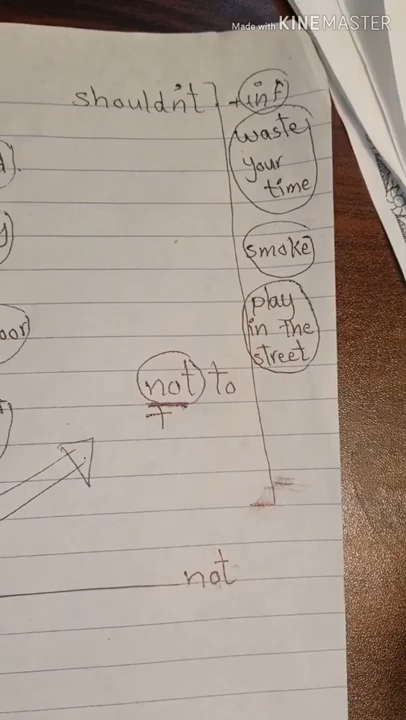 Made with KINEMASTER
shouldn't] + inf
waste
your
time
smoke
play
in the
street
not to
not